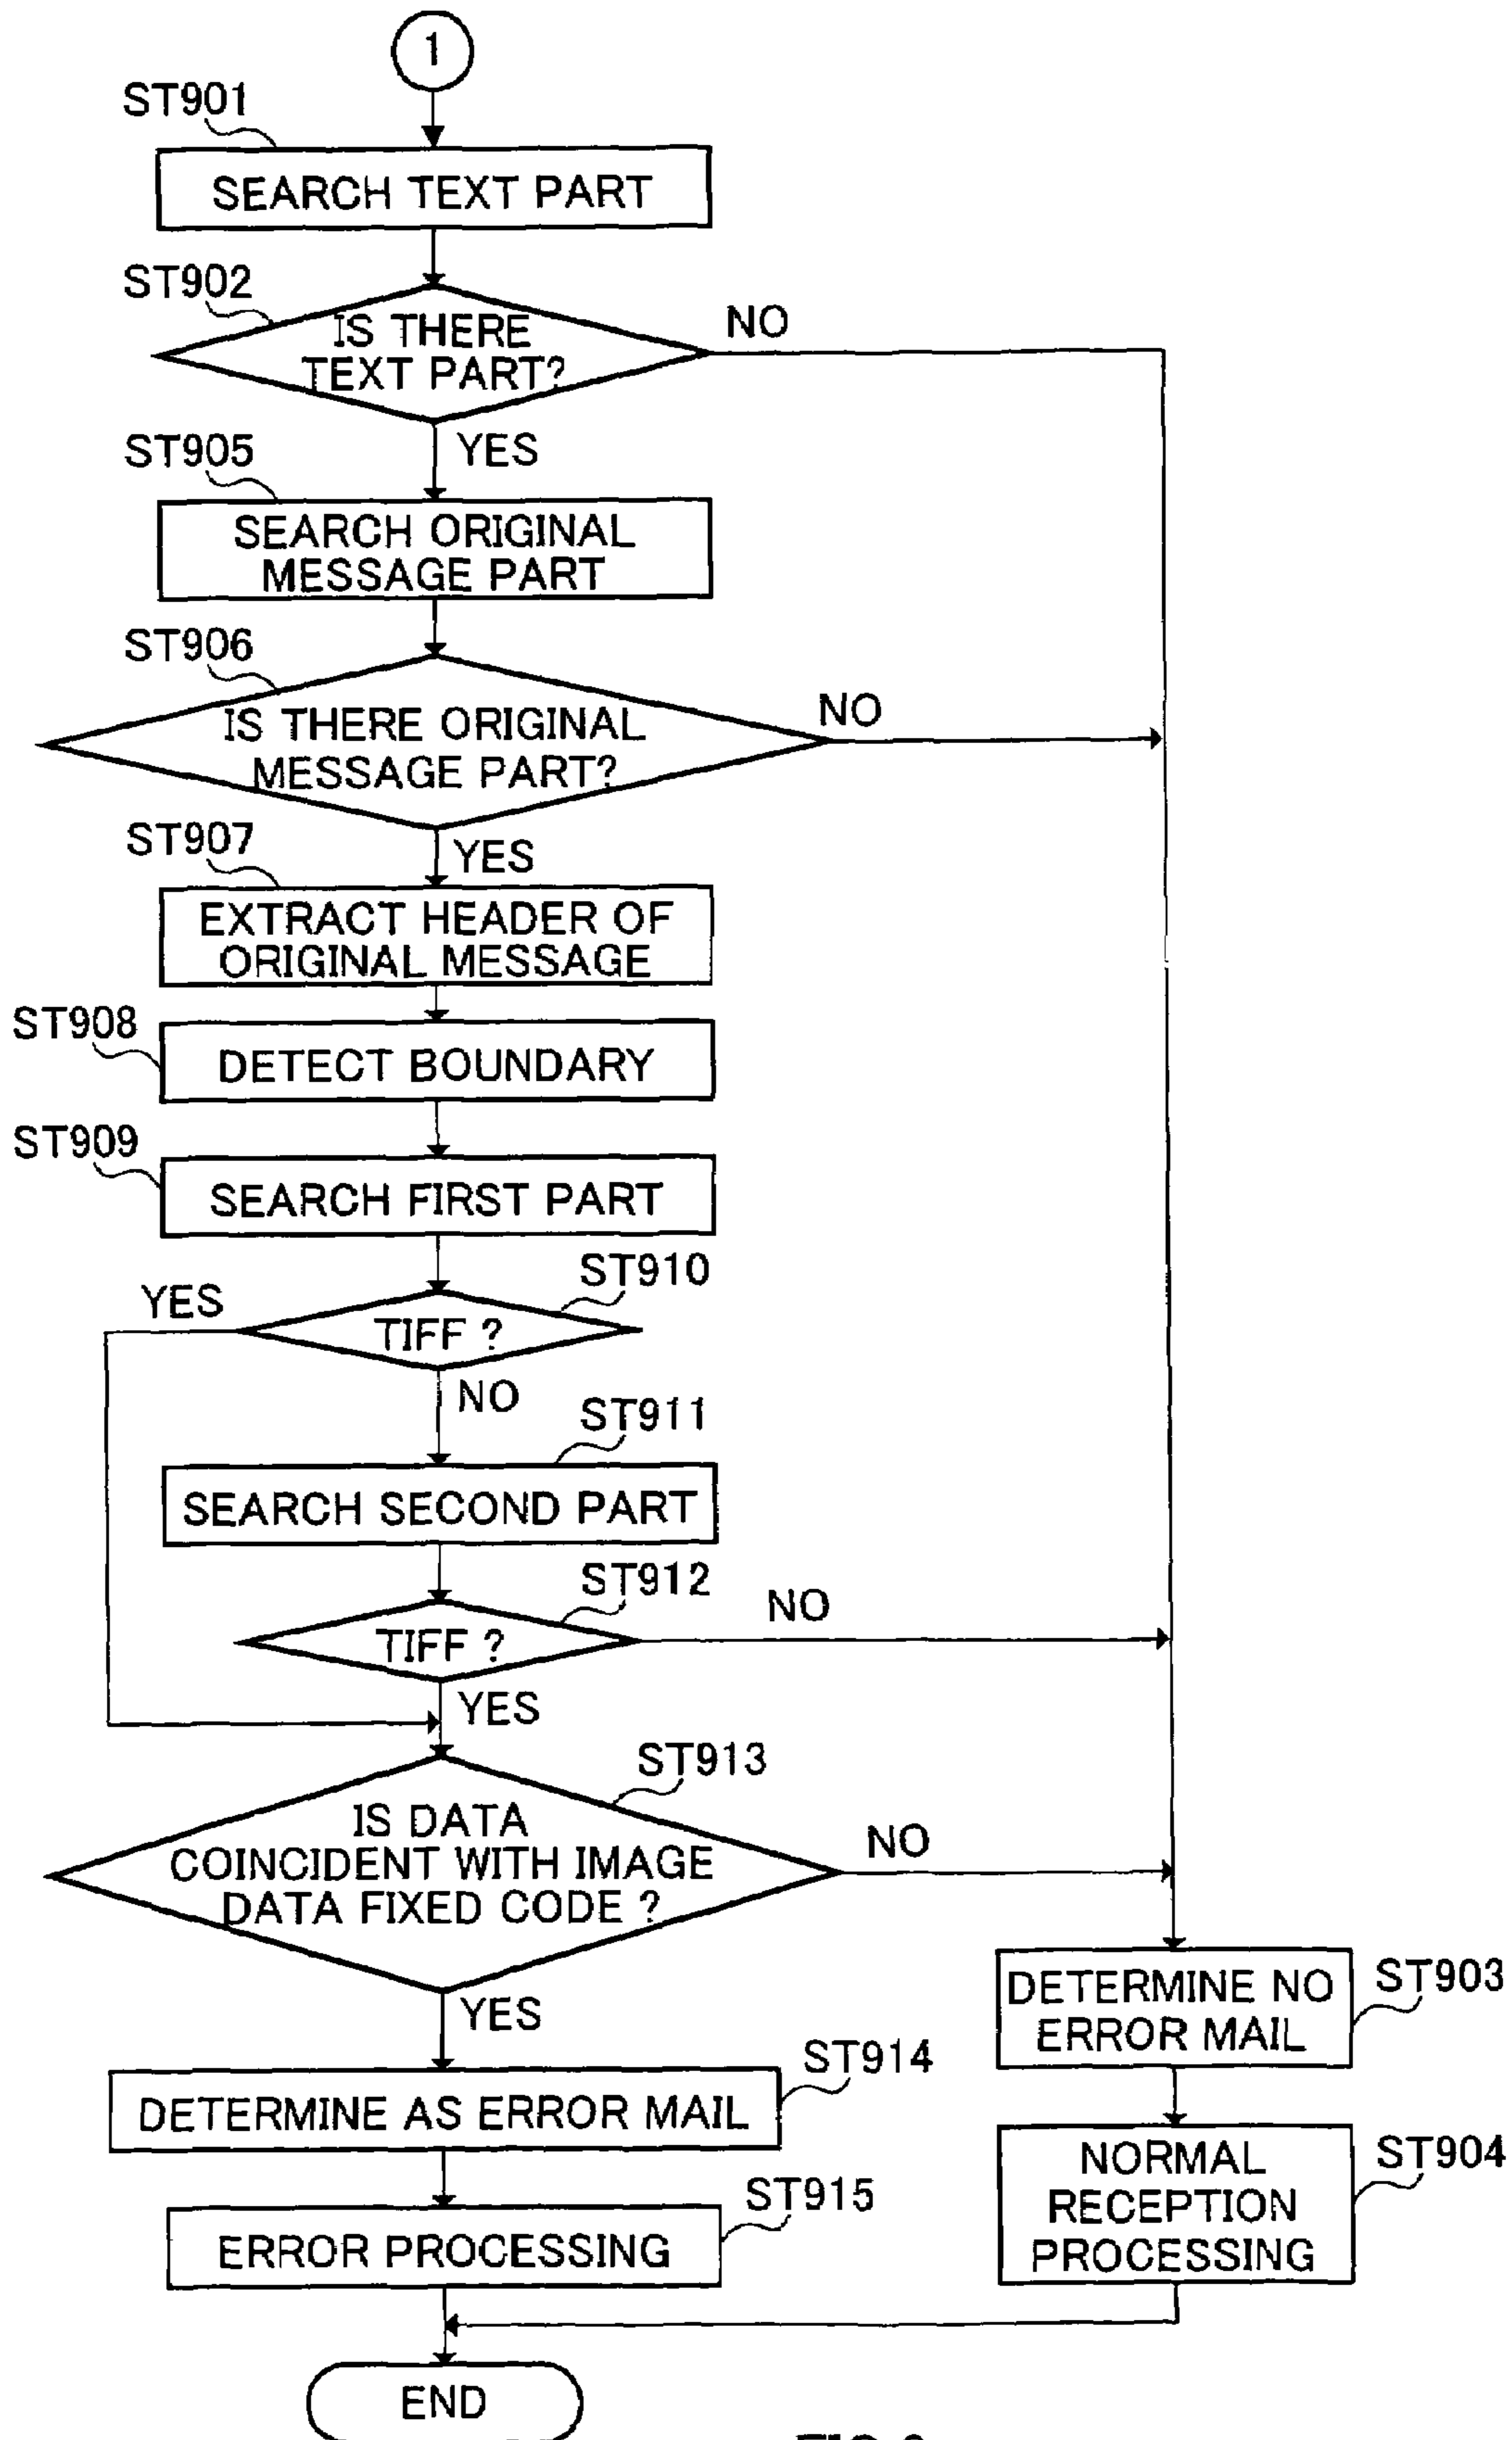 1
ST901
SEARCH TEXT PART
ST902
IS THERE
TEXT PART?
NO
YES
ST905
SEARCH ORIGINAL
MESSAGE PART
ST906
IS THERE ORIGINAL
MESSAGE PART?
NO
YES
ST907
EXTRACT HEADER OF
ORIGINAL MESSAGE
ST908
DETECT BOUNDARY
ST909
SEARCH FIRST PART
ST910
YES
TIFF ?
NO
ST911
SEARCH SECOND PART
ST912
TIFF ?
NO
YES
ST913
IS DATA
COINCIDENT WITH IMAGE
DATA FIXED CODE ?
NO
YES
DETERMINE NO
ERROR MAIL
ST903
ST914
DETERMINE AS ERROR MAIL
NORMAL
RECEPTION
PROCESSING
ST904
ST915
ERROR PROCESSING
END